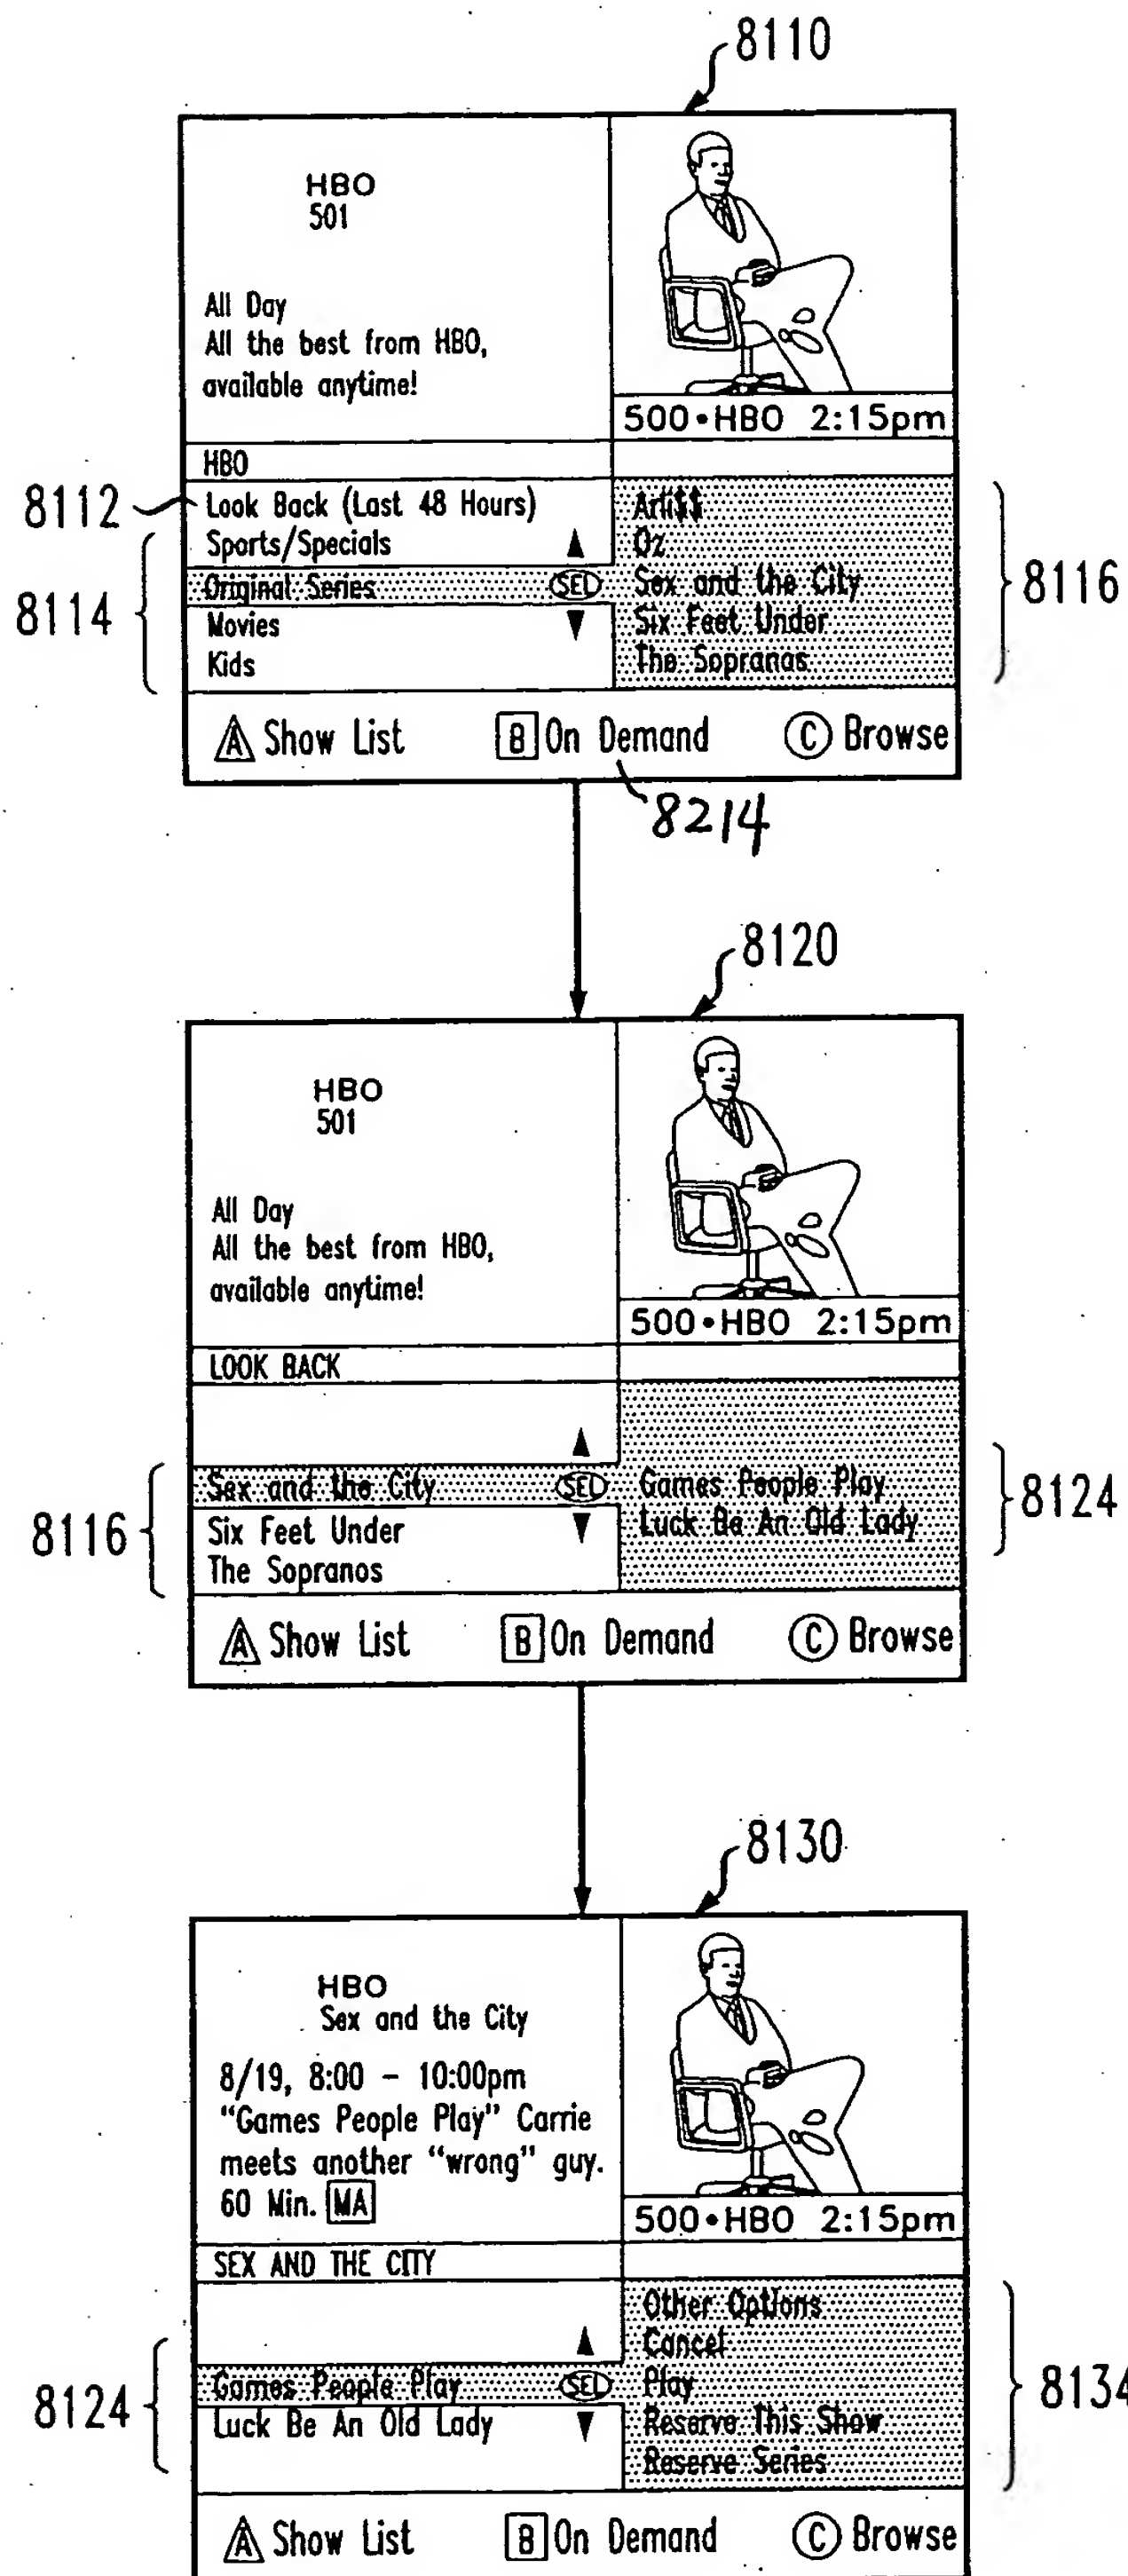 8110
HBO
501
All Day
All the best from HBO,
available anytime!
500•HBO 2:15pm
HBO
8112
Look Back (Last 48 Hours)
Sports/Specials
Original Series SEL
Movies
Kids
8114
Arli$$
Oz
Sex and the City
Six Feet Under
The Sopranos
8116
A Show List B On Demand C Browse
8214
8120
HBO
501
All Day
All the best from HBO,
available anytime!
500•HBO 2:15pm
LOOK BACK
Sex and the City SEL
Six Feet Under
The Sopranos
8116
Games People Play
Luck Be An Old Lady
8124
A Show List B On Demand C Browse
8130
HBO
Sex and the City
8/19, 8:00 - 10:00pm
"Games People Play" Carrie
meets another "wrong" guy.
60 Min. MA
500•HBO 2:15pm
SEX AND THE CITY
Games People Play SEL
Luck Be An Old Lady
8124
Other Options
Cancel
Play
Reserve This Show
Reserve Series
8134
A Show List B On Demand C Browse